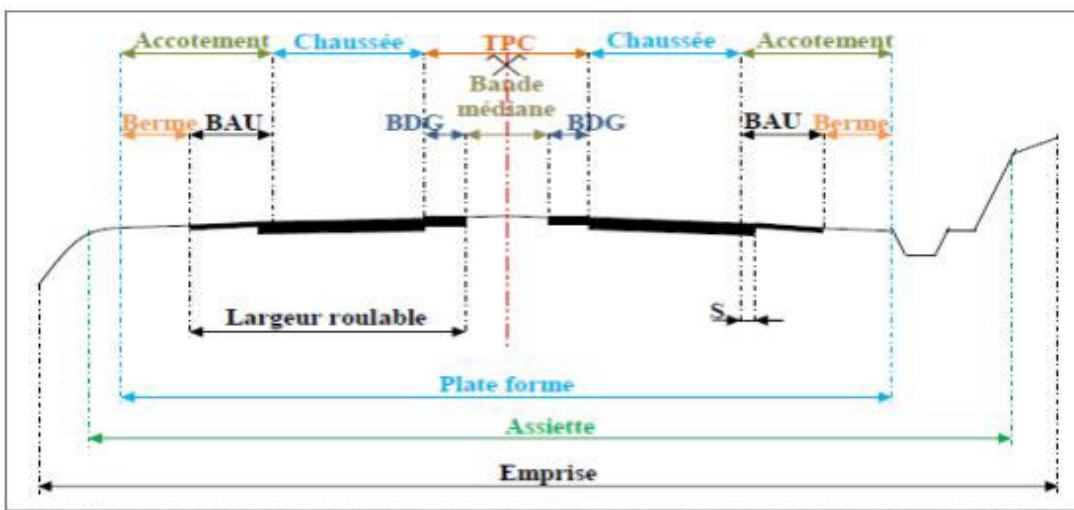 Accotement Chaussée TPC Chaussée Accotement
Bande
médiane
Berme BAU BDG BDG BAU Berme
Largeur roulable S
Plate forme
Assiette
Emprise